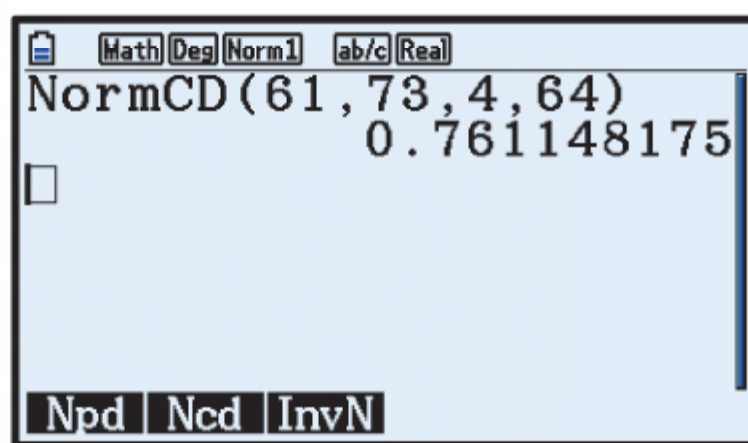 Math Deg Norm1 ab/c Real
NormCD(61,73,4,64)
0.761148175
Npd Ncd InvN